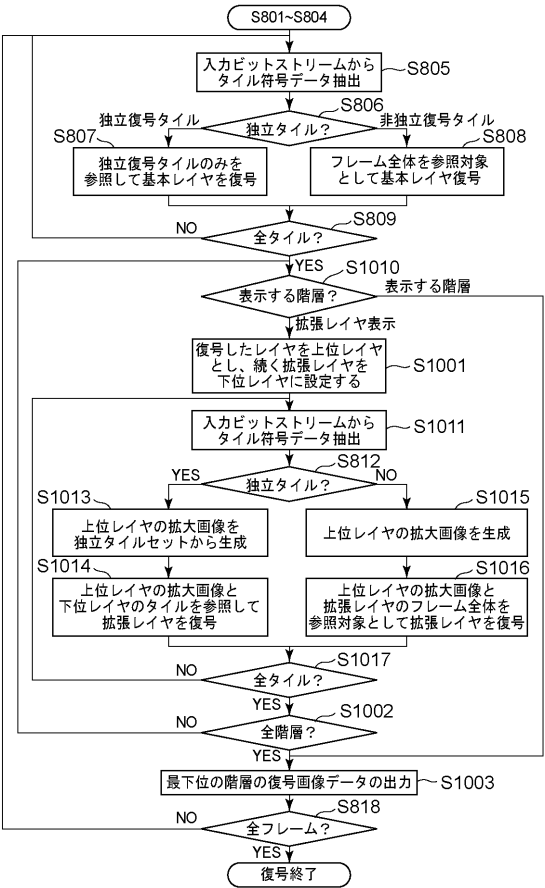 S801~S804
入力ビットストリームから
タイル符号データ抽出
S805
S806
独立復号タイル
独立タイル?
非独立復号タイル
S807
S808
独立復号タイルのみを
参照して基本レイヤを復号
フレーム全体を参照対象
として基本レイヤ復号
S809
NO
全タイル?
YES
S1010
表示する階層?
表示する階層
拡張レイヤ表示
復号したレイヤを上位レイヤ
とし、続く拡張レイヤを
下位レイヤに設定する
S1001
入力ビットストリームから
タイル符号データ抽出
S1011
S812
YES
独立タイル?
NO
S1013
S1015
上位レイヤの拡大画像を
独立タイルセットから生成
上位レイヤの拡大画像を生成
S1014
S1016
上位レイヤの拡大画像と
下位レイヤのタイルを参照して
拡張レイヤを復号
上位レイヤの拡大画像と
拡張レイヤのフレーム全体を
参照対象として拡張レイヤを復号
S1017
NO
全タイル?
YES
S1002
NO
全階層?
YES
最下位の階層の復号画像データの出力
S1003
S818
NO
全フレーム?
YES
復号終了